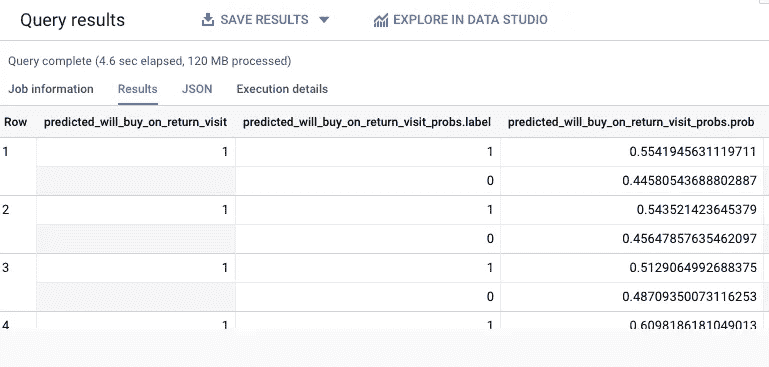 Query results SAVE RESULTS EXPLORE IN DATA STUDIO
Query complete (4.6 sec elapsed, 120 MB processed)
Job information Results JSON Execution details
Row predicted_will_buy_on_return_visit predicted_will_buy_on_return_visit_probs.label predicted_will_buy_on_return_visit_probs.prob
1 1 1 0.5541945631119711
0 0.44580543688802887
2 1 1 0.543521423645379
0 0.45647857635462097
3 1 1 0.5129064992688375
0 0.48709350073116253
4 1 1 0.6098186181049013